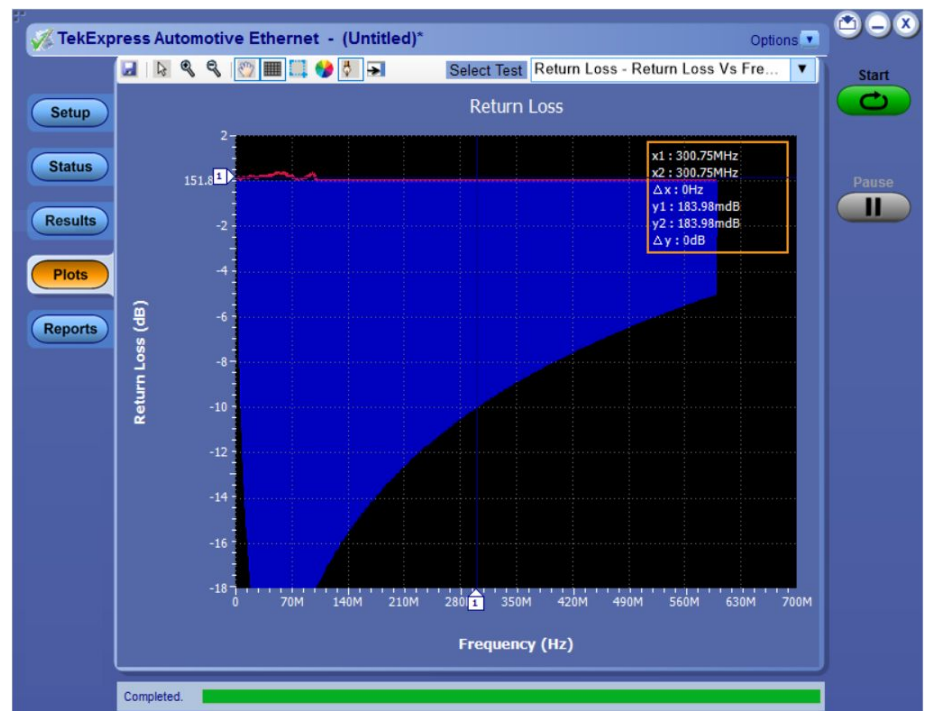 TekExpress Automotive Ethernet - (Untitled)*
Options
Select Test Return Loss - Return Loss Vs Fre...
Start
Pause
Setup
Status
Results
Plots
Reports
Return Loss
x1 : 300.75MHz
x2 : 300.75MHz
Δx : 0Hz
y1 : 183.98mdB
y2 : 183.98mdB
Δy : 0dB
2
151.8
1
-2
-4
-6
-8
-10
-12
-14
-16
-18
Return Loss (dB)
0 70M 140M 210M 280 1 350M 420M 490M 560M 630M 700M
Frequency (Hz)
Completed.